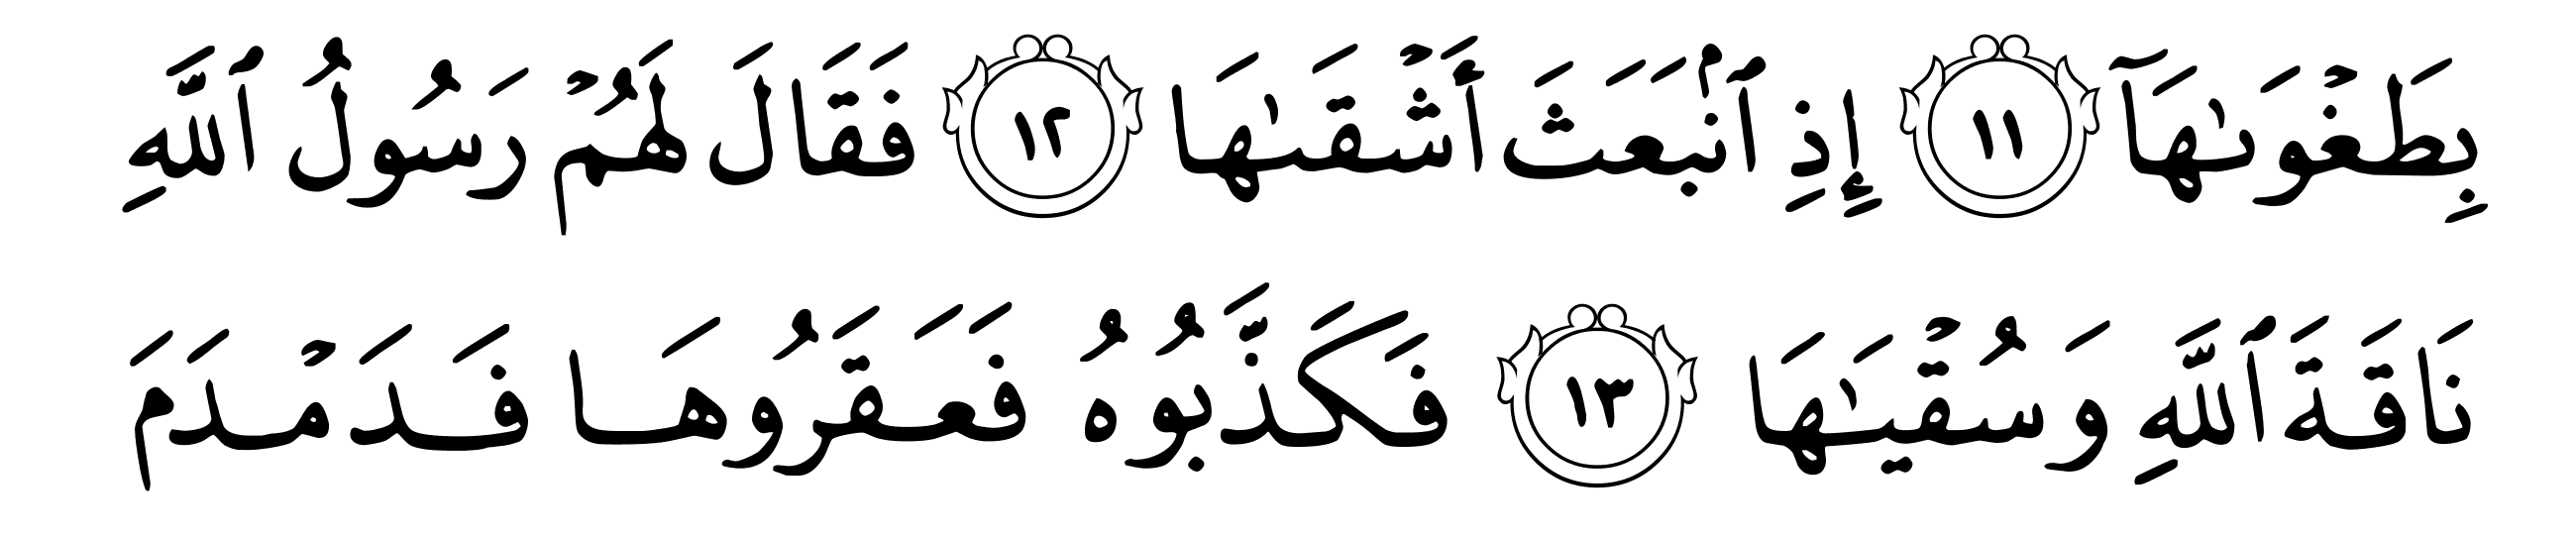 بِطَغۡوَىٰهَآ ١١ إِذِ ٱنۢبَعَثَ أَشۡقَىٰهَا ١٢ فَقَالَ لَهُمۡ رَسُولُ ٱللَّهِ
نَاقَةَ ٱللَّهِ وَسُقۡيَٰهَا ١٣ فَكَذَّبُوهُ فَعَقَرُوهَا فَدَمۡدَمَ